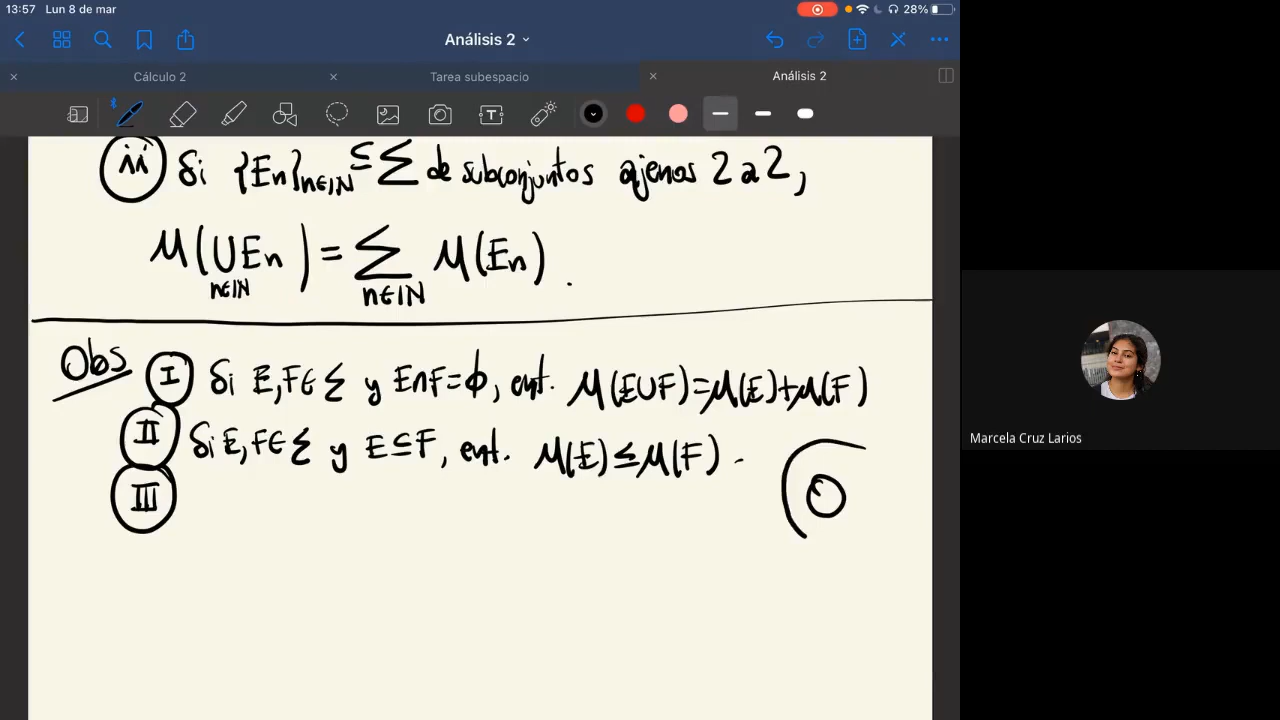 13:57 Lun 8 de mar
28%
Análisis 2
Cálculo 2
Tarea subespacio
Análisis 2
T
ii Si {En}n∈ℕ ⊆ Σ de subconjuntos ajenos 2 a 2,
M(∪En) = Σ M(En).
n∈ℕ n∈ℕ
Obs I Si E,F∈Σ y E∩F=ϕ, ent. M(E∪F)=M(E)+M(F)
II Si E,F∈Σ y E⊆F, ent. M(E)≤M(F).
III
Marcela Cruz Larios